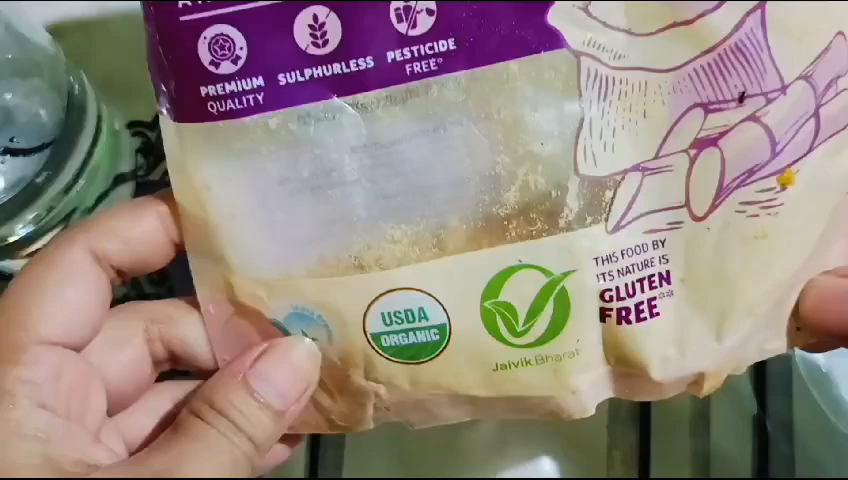 PREMIUM
QUALITY
SULPHURLESS
PESTICIDE
FREE*
USDA
ORGANIC
Jaivik Bharat
THIS FOOD BY
ITS NATURE IS
GLUTEN
FREE**